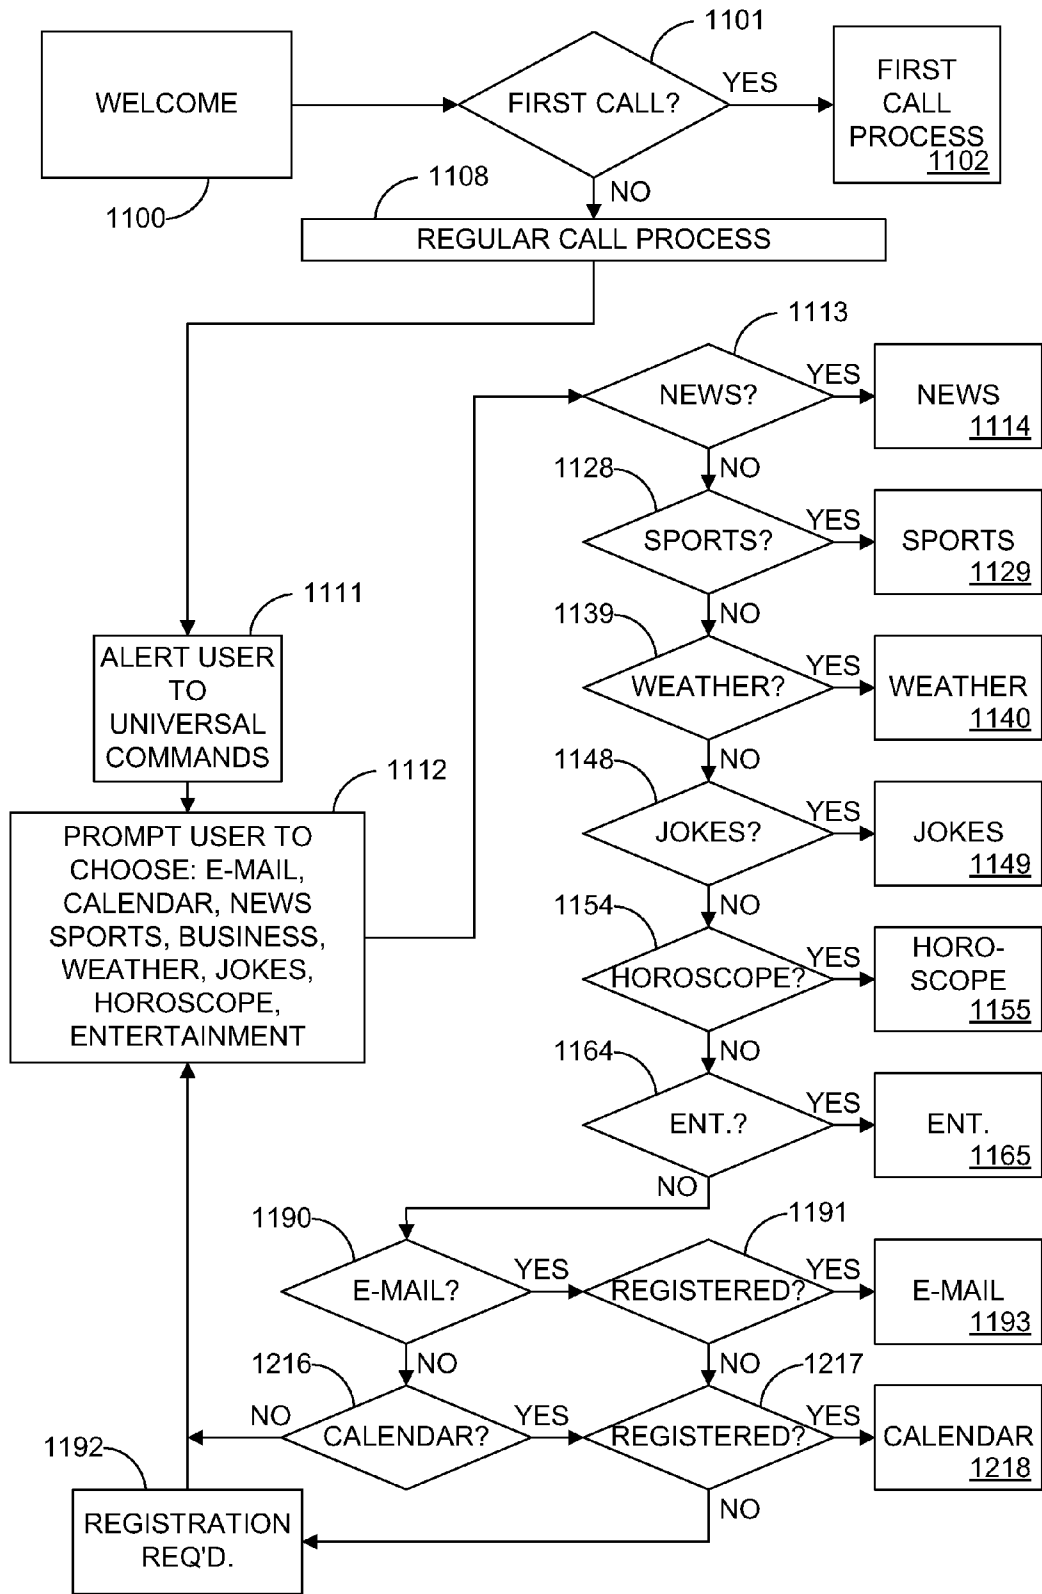 1101
WELCOME
FIRST CALL?
YES
FIRST
CALL
PROCESS
1102
1100
NO
1108
REGULAR CALL PROCESS
1113
NEWS?
YES
NEWS
1114
NO
1128
SPORTS?
YES
SPORTS
1129
NO
1111
ALERT USER
TO
UNIVERSAL
COMMANDS
1139
WEATHER?
YES
WEATHER
1140
NO
1112
PROMPT USER TO
CHOOSE: E-MAIL,
CALENDAR, NEWS
SPORTS, BUSINESS,
WEATHER, JOKES,
HOROSCOPE,
ENTERTAINMENT
1148
JOKES?
YES
JOKES
1149
NO
1154
HOROSCOPE?
YES
HORO-
SCOPE
1155
NO
1164
ENT.?
YES
ENT.
1165
NO
1190
E-MAIL?
YES
1191
REGISTERED?
YES
E-MAIL
1193
NO
NO
1216
CALENDAR?
NO
YES
1217
REGISTERED?
YES
CALENDAR
1218
NO
1192
REGISTRATION
REQ'D.